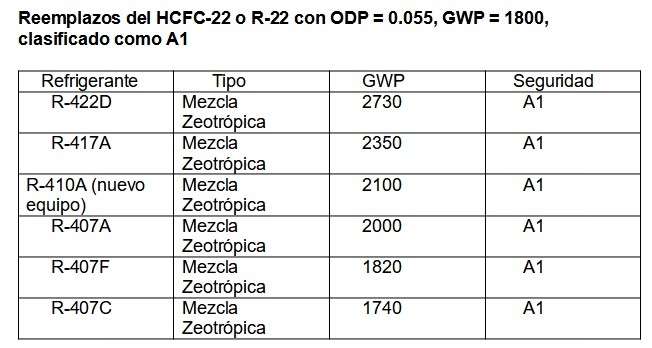 Reemplazos del HCFC-22 o R-22 con ODP = 0.055, GWP = 1800,
clasificado como A1
Refrigerante Tipo GWP Seguridad
R-422D Mezcla Zeotrópica 2730 A1
R-417A Mezcla Zeotrópica 2350 A1
R-410A (nuevo equipo) Mezcla Zeotrópica 2100 A1
R-407A Mezcla Zeotrópica 2000 A1
R-407F Mezcla Zeotrópica 1820 A1
R-407C Mezcla Zeotrópica 1740 A1